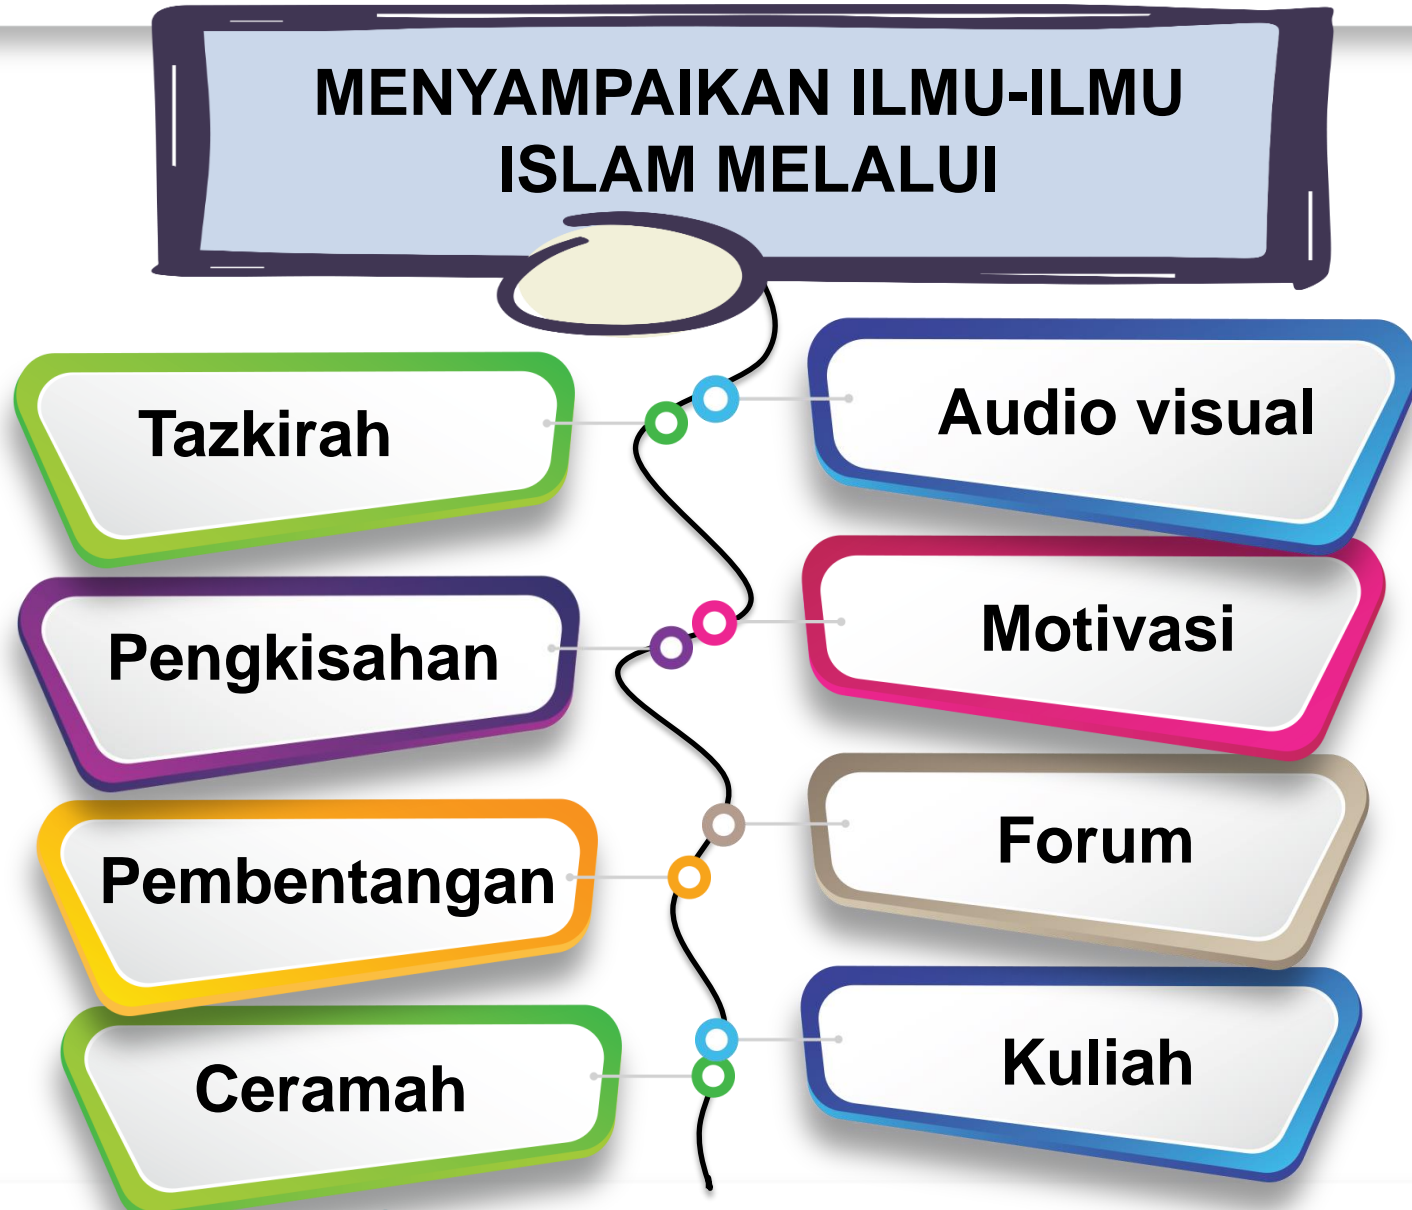 MENYAMPAIKAN ILMU-ILMU
ISLAM MELALUI
Tazkirah
Audio visual
Pengkisahan
Motivasi
Pembentangan
Forum
Ceramah
Kuliah